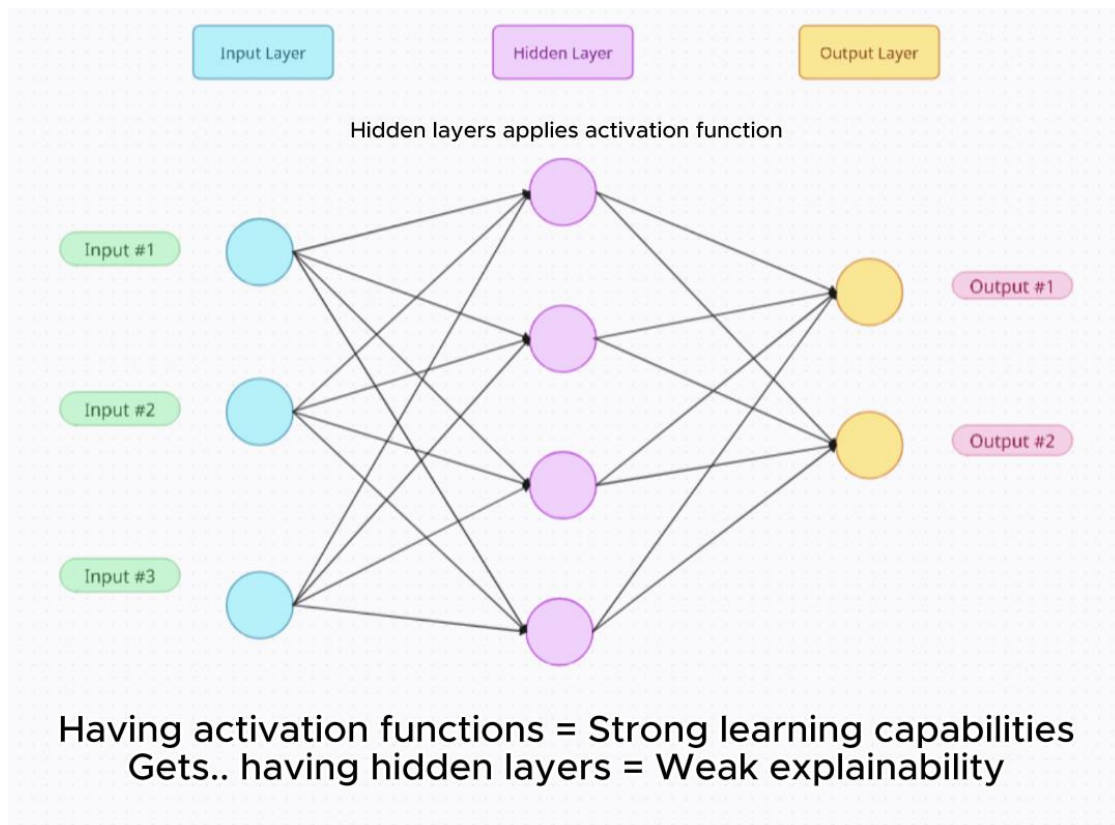 Input Layer
Hidden Layer
Output Layer
Hidden layers applies activation function
Input #1
Output #1
Input #2
Output #2
Input #3
Having activation functions = Strong learning capabilities
Gets.. having hidden layers = Weak explainability